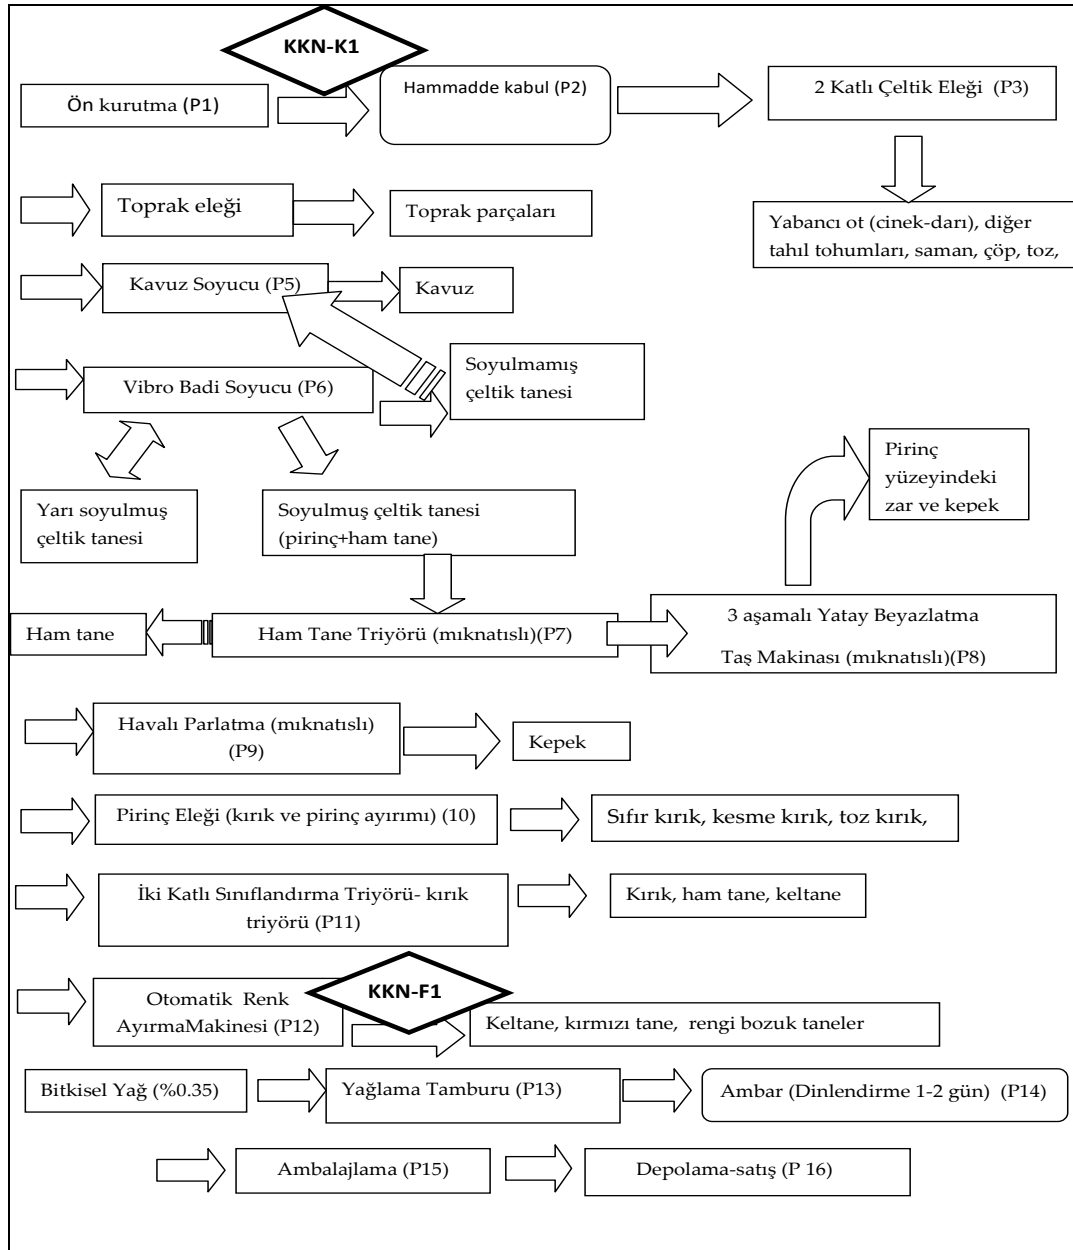 KKN-K1
Ön kurutma (P1)
Hammadde kabul (P2)
2 Katlı Çeltik Eleği (P3)
Yabancı ot (cinek-darı), diğer
tahıl tohumları, saman, çöp, toz,
Toprak eleği
Toprak parçaları
Kavuz Soyucu (P5)
Kavuz
Vibro Badi Soyucu (P6)
Soyulmamış
çeltik tanesi
Yarı soyulmuş
çeltik tanesi
Soyulmuş çeltik tanesi
(pirinç+ham tane)
Pirinç
yüzeyindeki
zar ve kepek
Ham tane
Ham Tane Triyörü (mıknatıslı)(P7)
3 aşamalı Yatay Beyazlatma
Taş Makinası (mıknatıslı)(P8)
Havalı Parlatma (mıknatıslı)
(P9)
Kepek
Pirinç Eleği (kırık ve pirinç ayırımı) (10)
Sıfır kırık, kesme kırık, toz kırık,
İki Katlı Sınıflandırma Triyörü- kırık
triyörü (P11)
Kırık, ham tane, keltane
Otomatik Renk
AyırmaMakinesi (P12)
KKN-F1
Keltane, kırmızı tane, rengi bozuk taneler
Bitkisel Yağ (%0.35)
Yağlama Tamburu (P13)
Ambar (Dinlendirme 1-2 gün) (P14)
Ambalajlama (P15)
Depolama-satış (P 16)